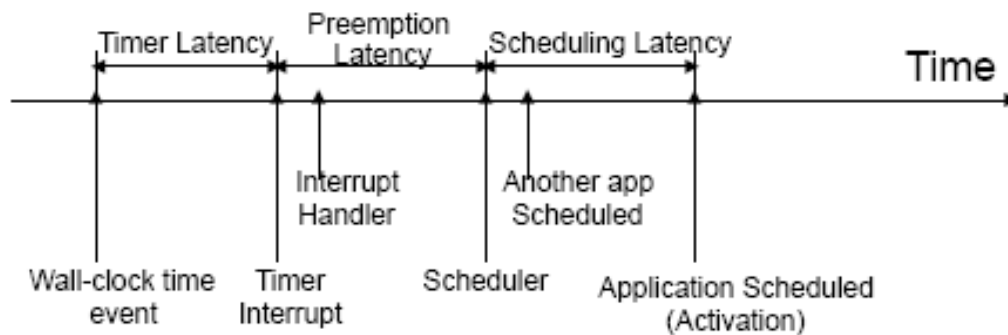 Timer Latency
Preemption
Latency
Scheduling Latency
Time
Interrupt
Handler
Another app
Scheduled
Wall-clock time
event
Timer
Interrupt
Scheduler
Application Scheduled
(Activation)